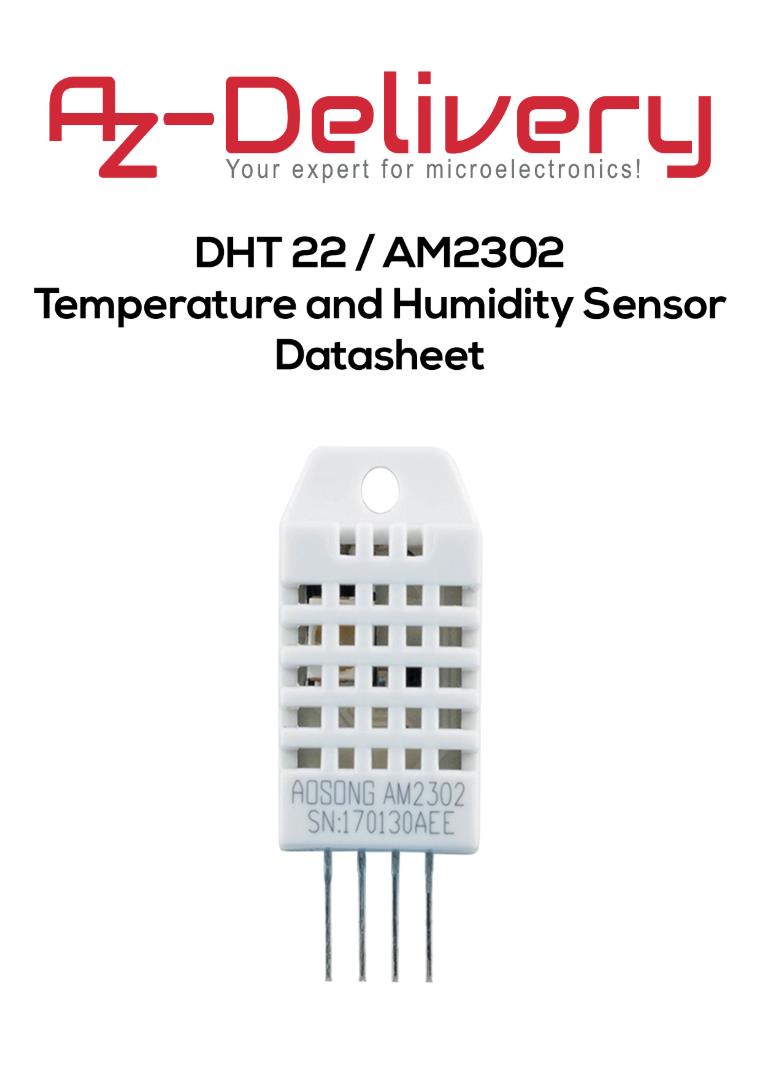 Az-Delivery
Your expert for microelectronics!
DHT 22 / AM2302
Temperature and Humidity Sensor
Datasheet
AOSONG AM2302
SN:170130AEE